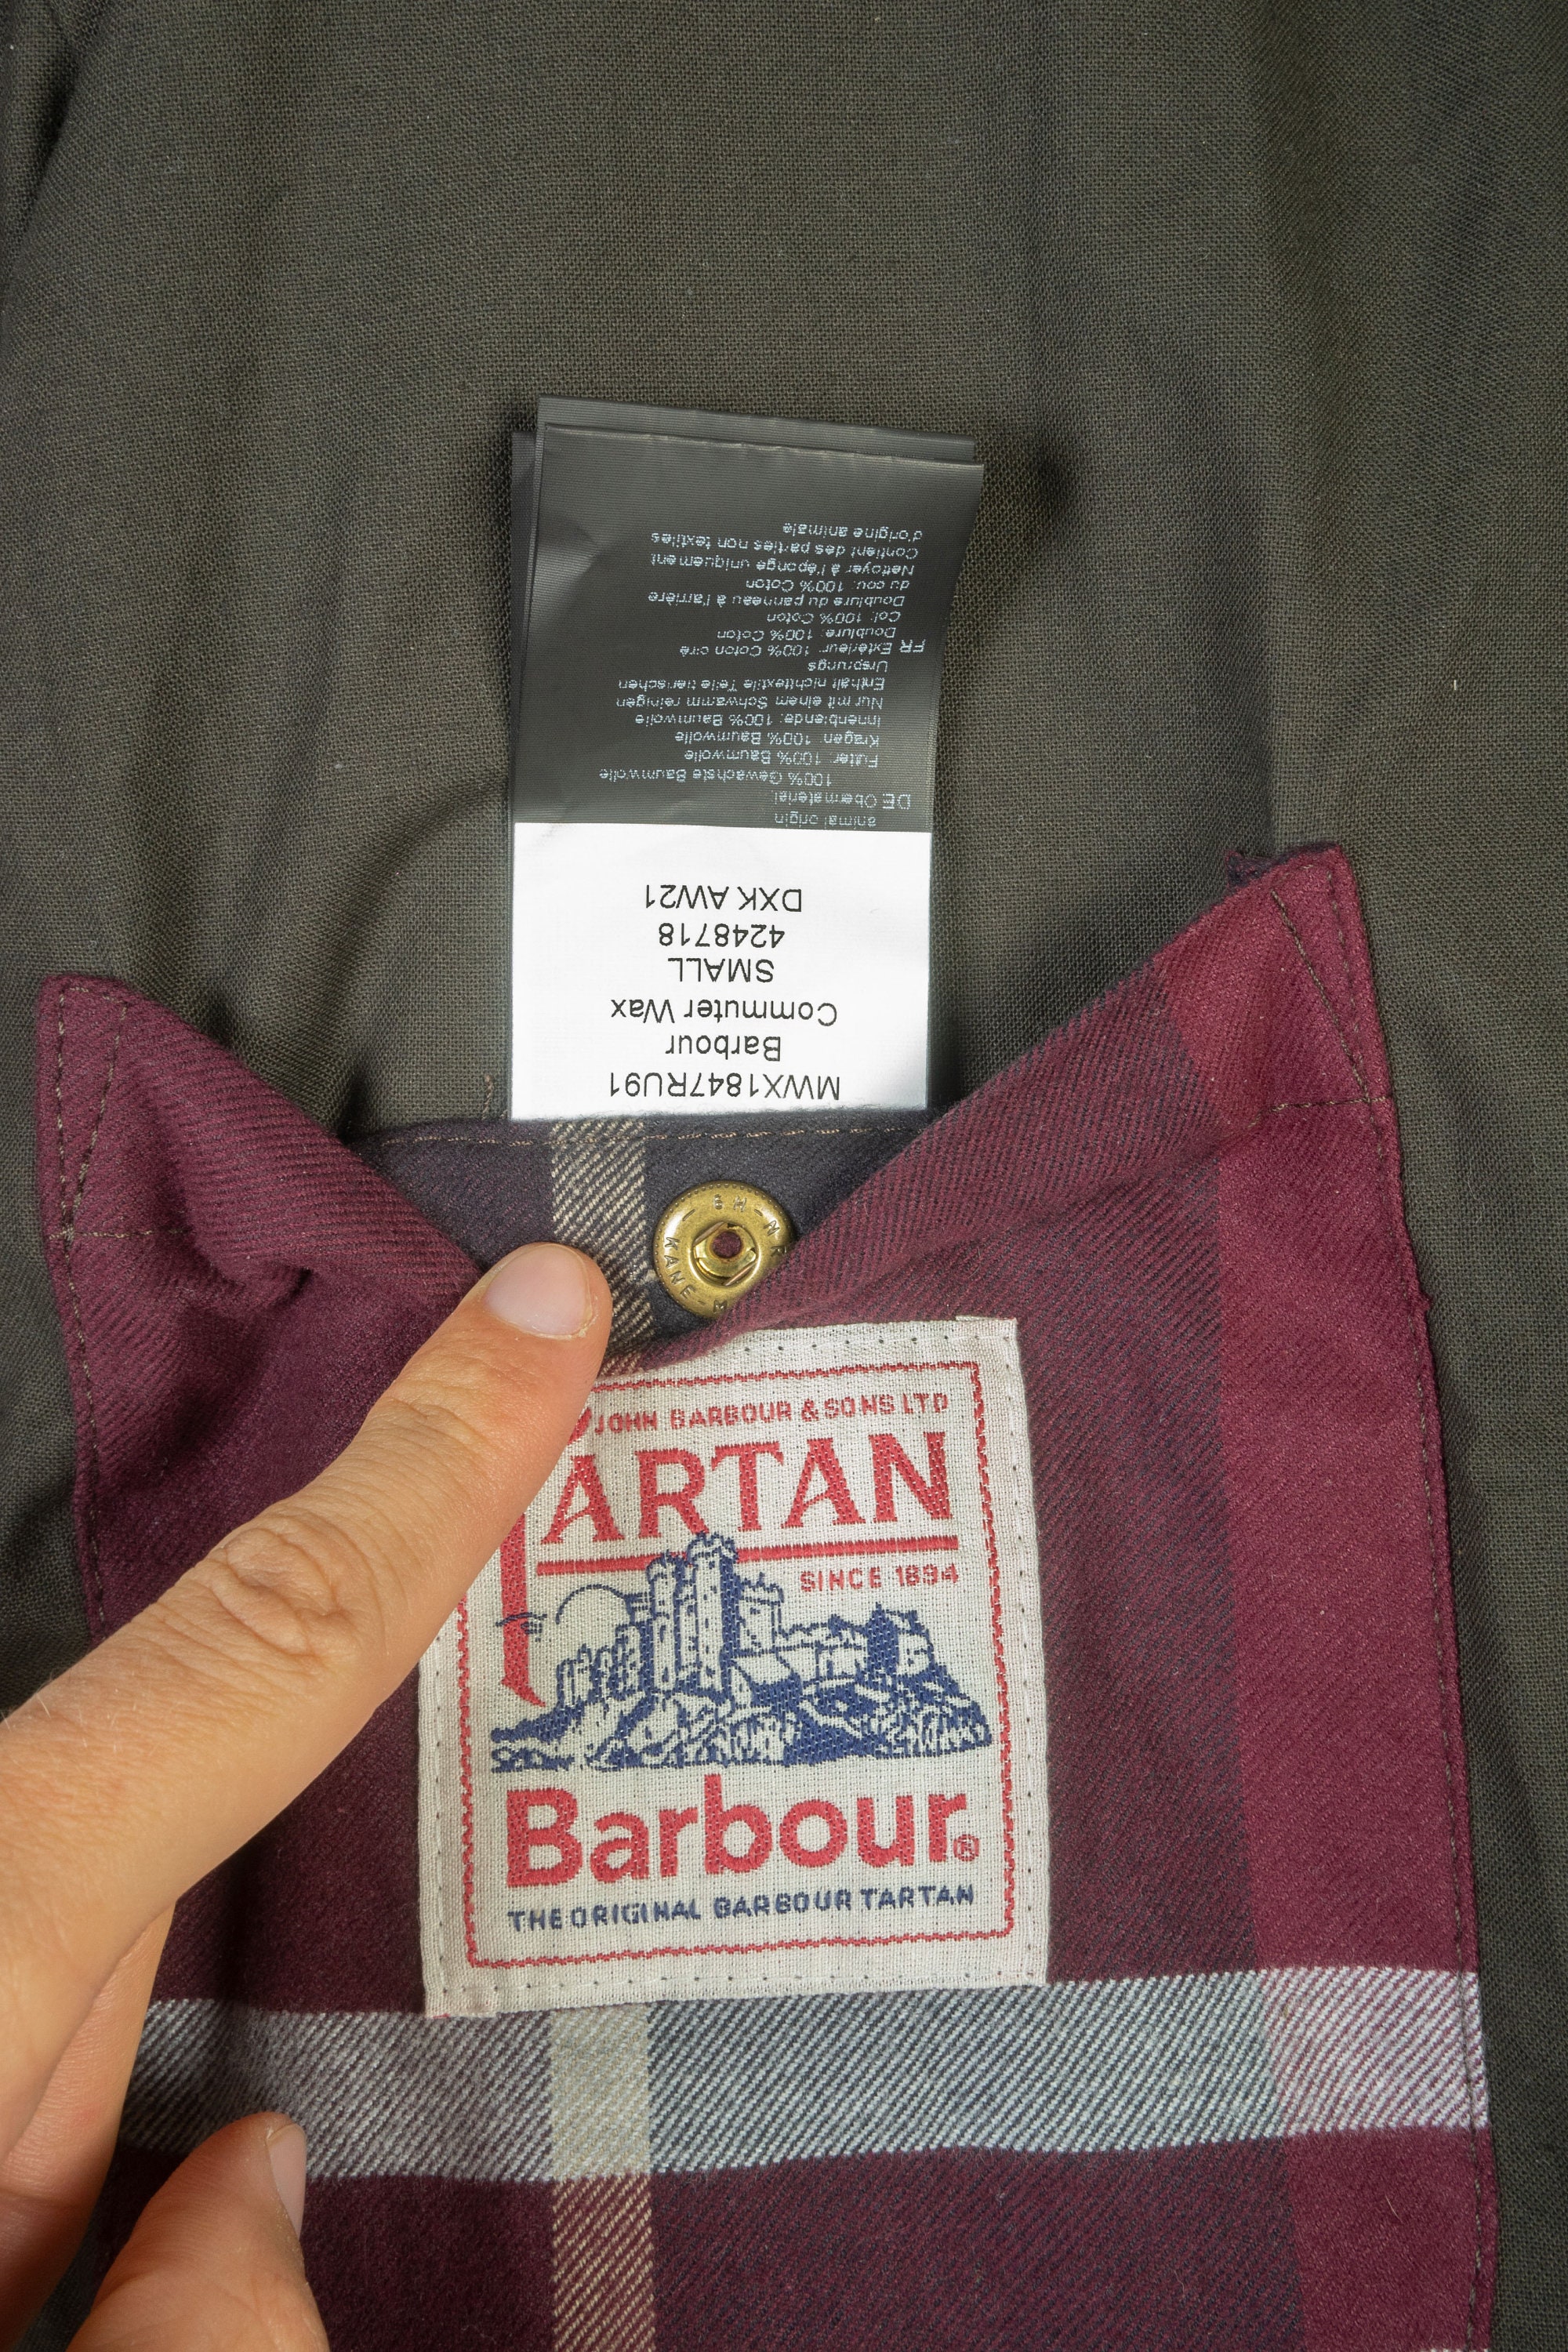 MWX1847RU91
Barbour
Commuter Wax
SMALL
4248718
DXK AW21
animal origin
DE Obermaterial:
100% Gewachste Baumwolle
Futter: 100% Baumwolle
Kragen: 100% Baumwolle
Innenblende: 100% Baumwolle
Nur mit einem Schwamm reinigen
Enthält nichttextile Teile tierischen
Ursprungs
FR Extérieur: 100% Coton ciré
Doublure: 100% Coton
Col: 100% Coton
Doublure du panneau à l'arrière
du cou: 100% Coton
Nettoyer à l'éponge uniquement
Contient des parties non textiles
d'origine animale
JOHN BARBOUR & SONS LTD
TARTAN
SINCE 1894
Barbour®
THE ORIGINAL BARBOUR TARTAN